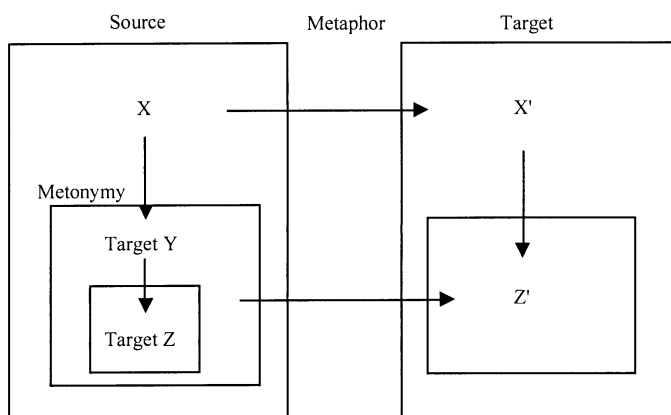 Source Metaphor Target
X X'
Metonymy
Target Y
Z'
Target Z